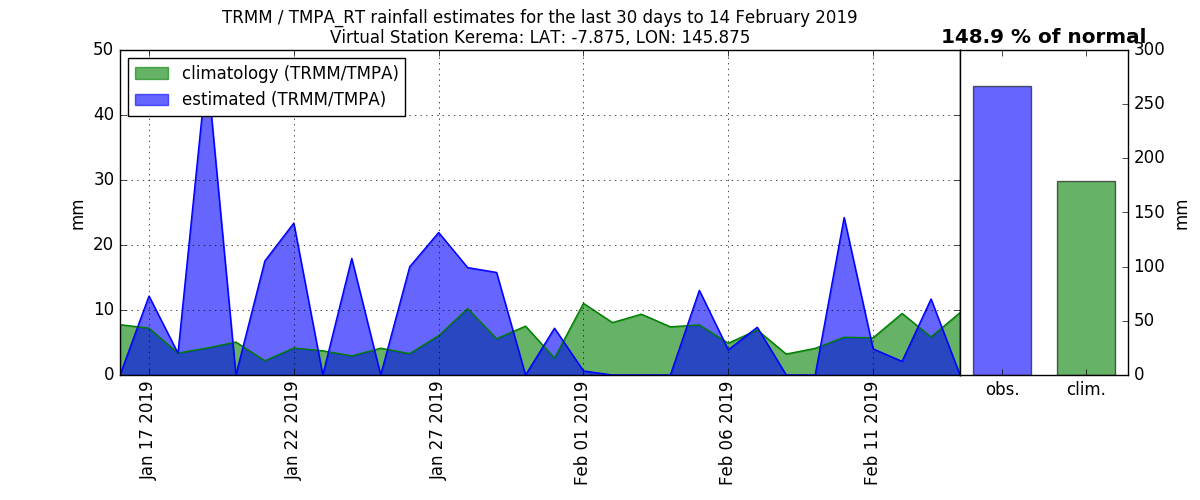 TRMM / TMPA_RT rainfall estimates for the last 30 days to 14 February 2019
Virtual Station Kerema: LAT: -7.875, LON: 145.875
148.9 % of normal
climatology (TRMM/TMPA)
estimated (TRMM/TMPA)
50
40
30
20
10
0
mm
300
250
200
150
100
50
0
mm
obs.
clim.
Jan 17 2019
Jan 22 2019
Jan 27 2019
Feb 01 2019
Feb 06 2019
Feb 11 2019